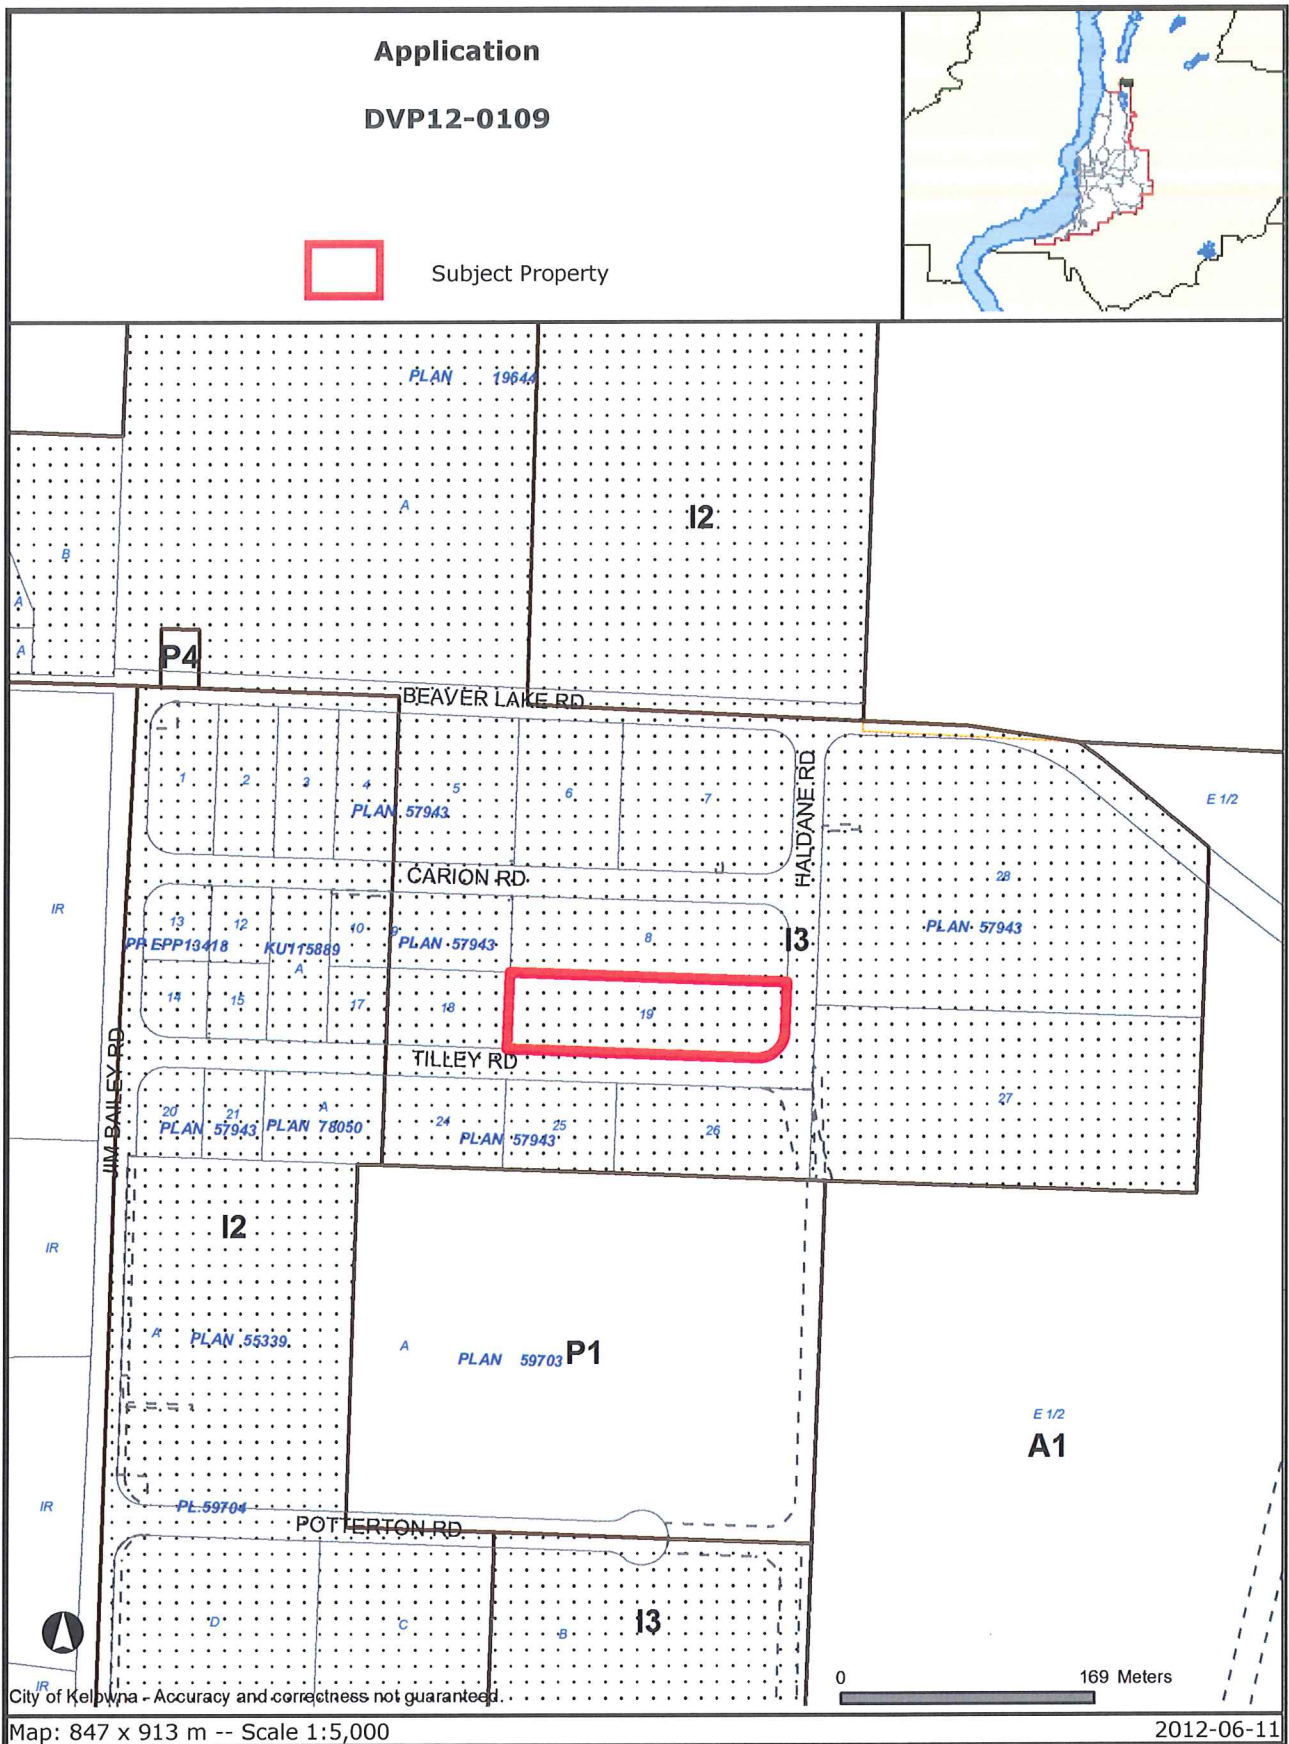 Application
DVP12-0109
Subject Property
PLAN 19644
A
I2
B
A
A
P4
BEAVER LAKE RD
1
2
3
4
5
6
7
PLAN 57943
HALDANE RD
E 1/2
CARION RD
28
IR
13
12
10
9
8
I3
PLAN 57943
PP EPP13418
KU115889
PLAN 57943
A
14
15
17
18
19
JIM BAILEY RD
TILLEY RD
27
20
21
A
24
25
26
PLAN 57943
PLAN 78050
PLAN 57943
I2
IR
A
PLAN 55339
A
PLAN 59703
P1
E 1/2
A1
IR
PL 59704
POTTERTON RD
D
C
B
I3
0
169 Meters
IR
City of Kelowna - Accuracy and correctness not guaranteed.
Map: 847 x 913 m -- Scale 1:5,000
2012-06-11